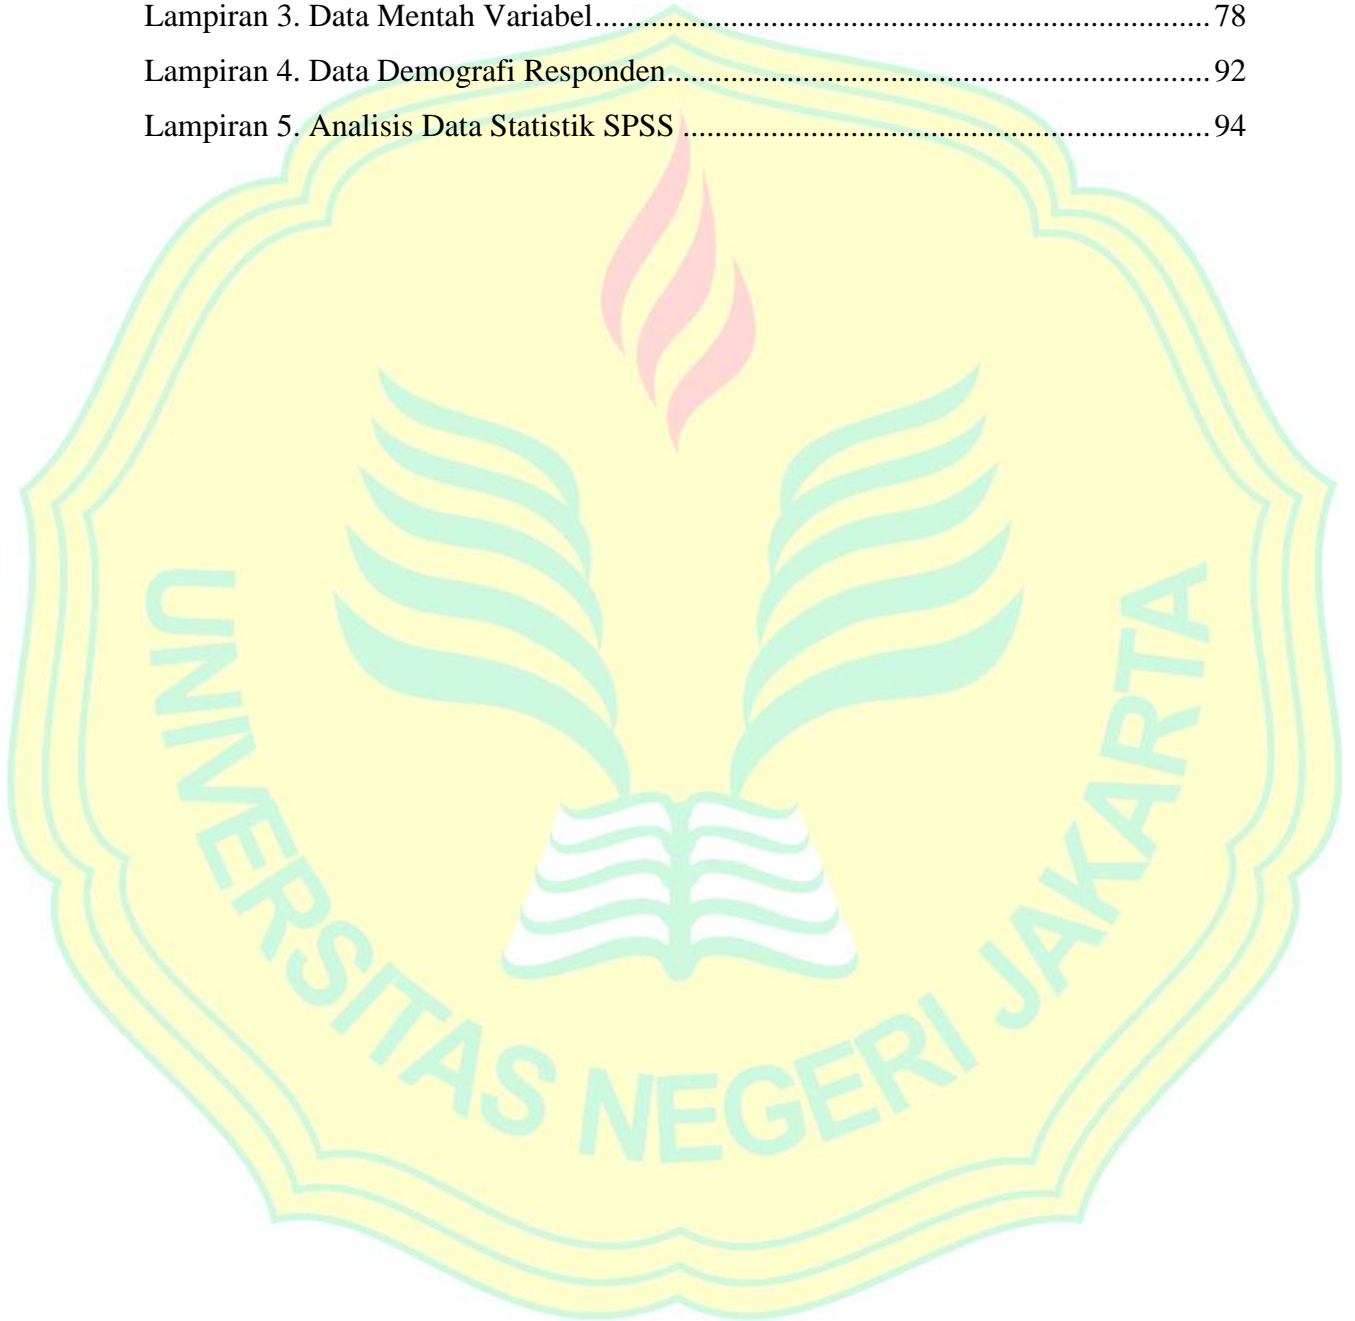 Lampiran 3. Data Mentah Variabel............................................................................. 78
Lampiran 4. Data Demografi Responden.................................................................... 92
Lampiran 5. Analisis Data Statistik SPSS .................................................................. 94
UNIVERSITAS NEGERI JAKARTA